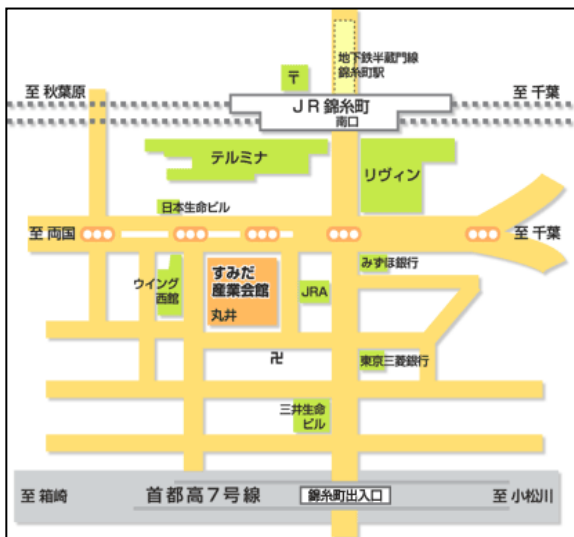 地下鉄半蔵門線
錦糸町駅
〒
至 秋葉原
至 千葉
JR錦糸町
南口
テルミナ
リヴィン
日本生命ビル
至 両国
至 千葉
みずほ銀行
ウイング
西館
すみだ
産業会館
丸井
JRA
卍
東京三菱銀行
三井生命
ビル
至 箱崎
首都高7号線
錦糸町出入口
至 小松川